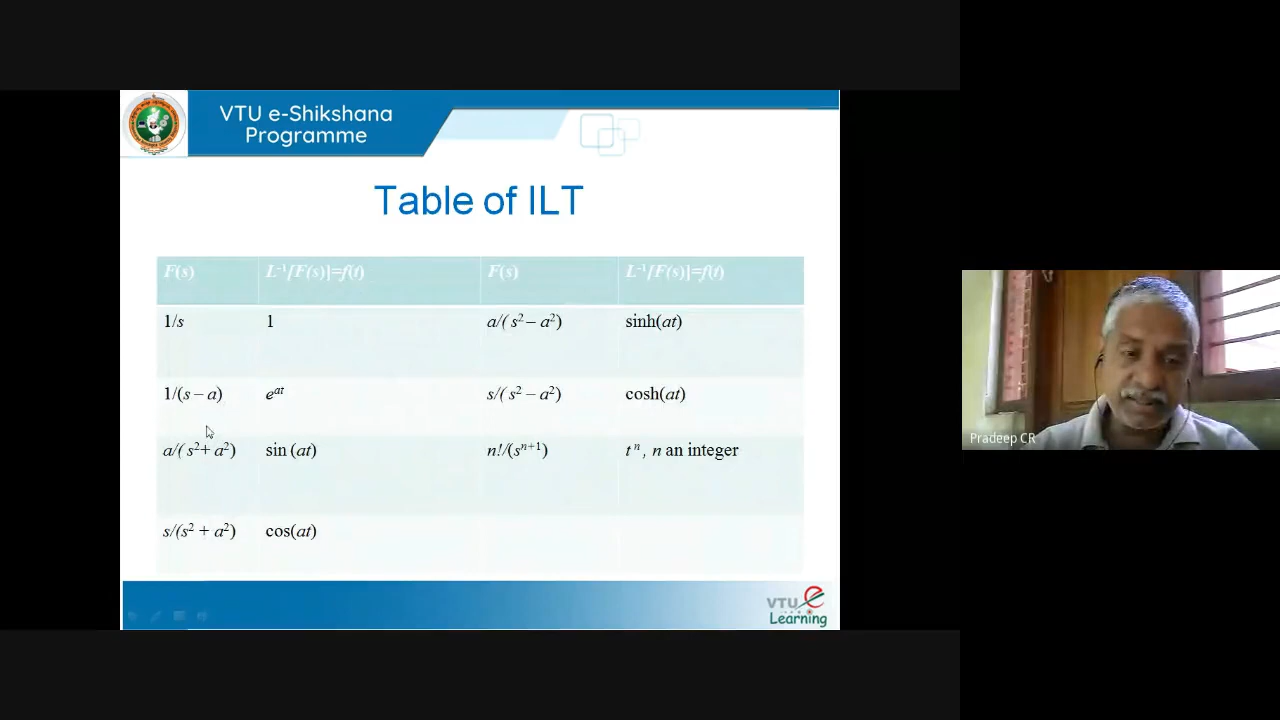 VTU e-Shikshana
Programme
Table of ILT
F(s) L⁻¹[F(s)]=f(t) F(s) L⁻¹[F(s)]=f(t)
1/s 1 a/( s² – a²) sinh(at)
1/(s – a) eᵃᵗ s/( s² – a²) cosh(at)
a/( s²+ a²) sin (at) n!/(sⁿ⁺¹) t ⁿ , n an integer
s/(s² + a²) cos(at)
VTU e
Learning
Pradeep CR